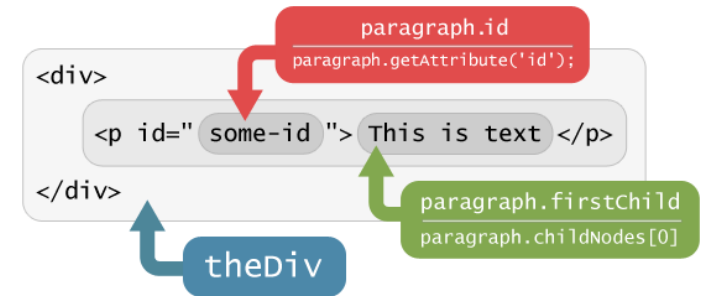 paragraph.id
paragraph.getAttribute('id');
<div>
<p id="some-id"> This is text </p>
</div>
paragraph.firstChild
paragraph.childNodes[0]
theDiv